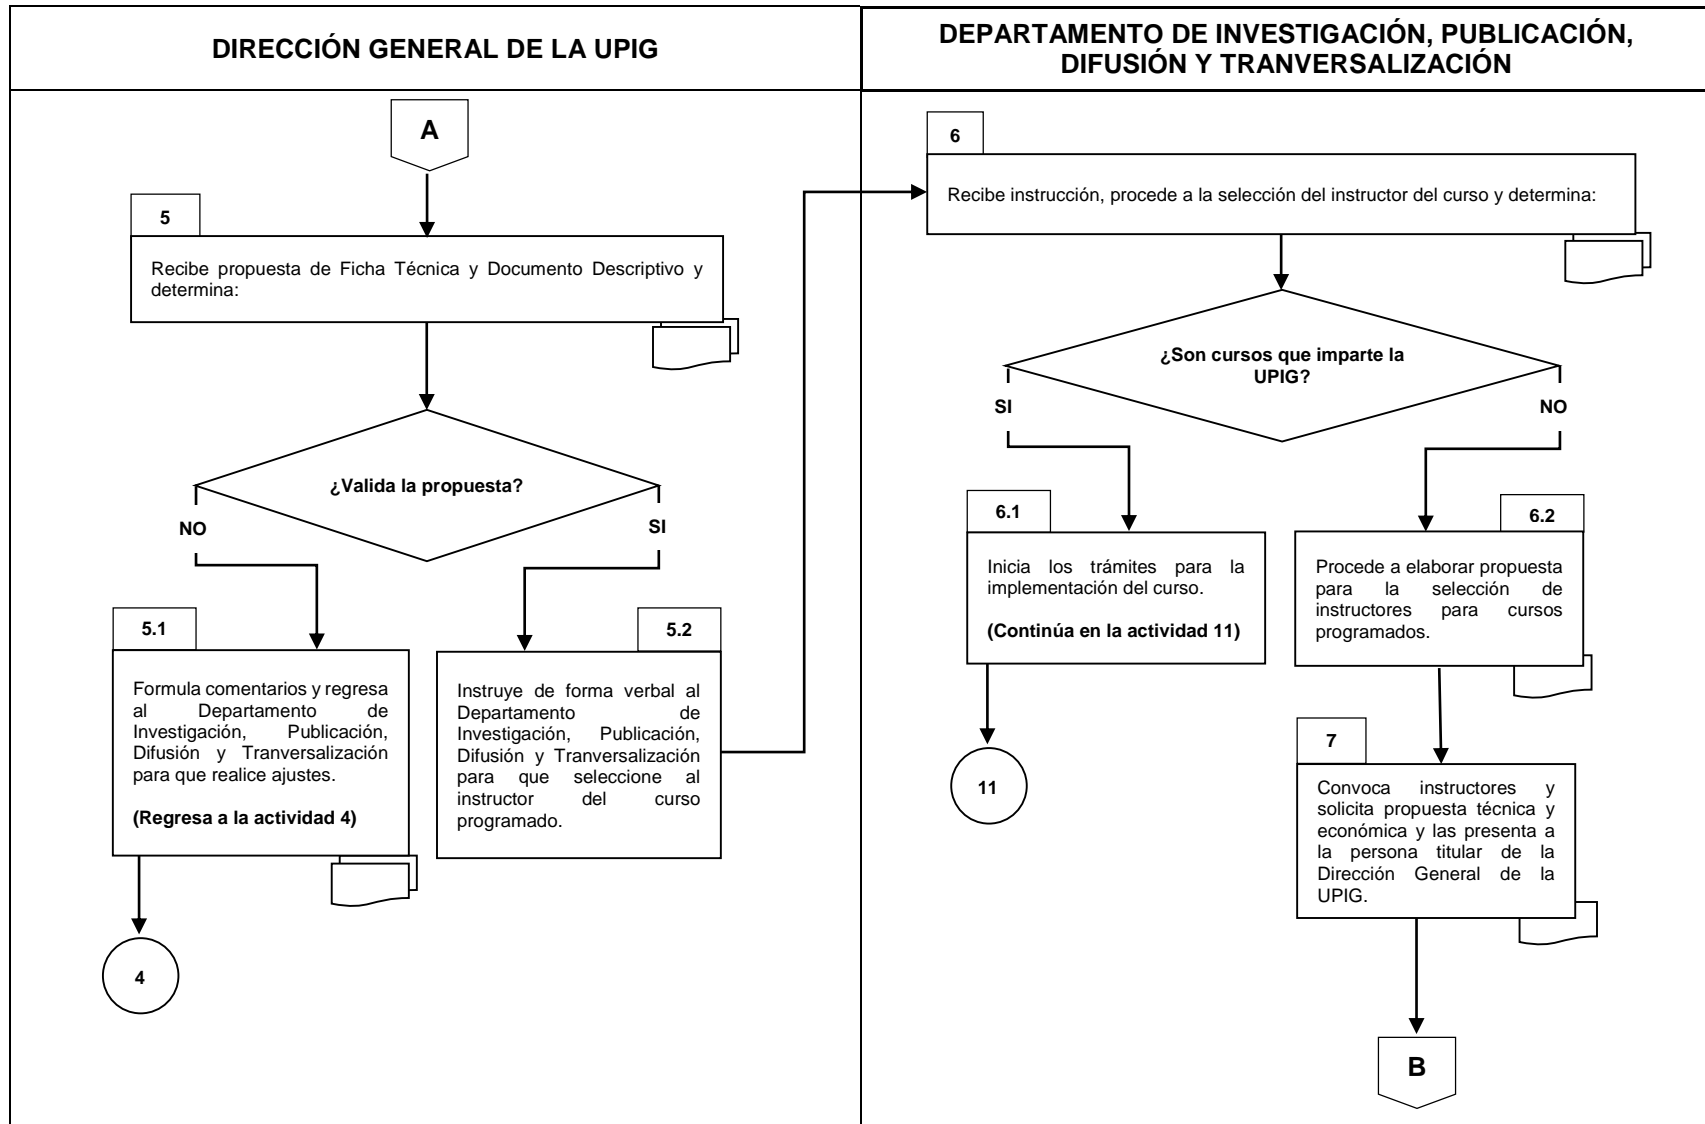 DIRECCIÓN GENERAL DE LA UPIG
DEPARTAMENTO DE INVESTIGACIÓN, PUBLICACIÓN,
DIFUSIÓN Y TRANVERSALIZACIÓN
A
5
Recibe propuesta de Ficha Técnica y Documento Descriptivo y
determina:
¿Valida la propuesta?
NO
SI
5.1
Formula comentarios y regresa
al Departamento de
Investigación, Publicación,
Difusión y Tranversalización
para que realice ajustes.
(Regresa a la actividad 4)
4
5.2
Instruye de forma verbal al
Departamento de
Investigación, Publicación,
Difusión y Tranversalización
para que seleccione al
instructor del curso
programado.
6
Recibe instrucción, procede a la selección del instructor del curso y determina:
¿Son cursos que imparte la
UPIG?
SI
NO
6.1
Inicia los trámites para la
implementación del curso.
(Continúa en la actividad 11)
11
6.2
Procede a elaborar propuesta
para la selección de
instructores para cursos
programados.
7
Convoca instructores y
solicita propuesta técnica y
económica y las presenta a
la persona titular de la
Dirección General de la
UPIG.
B